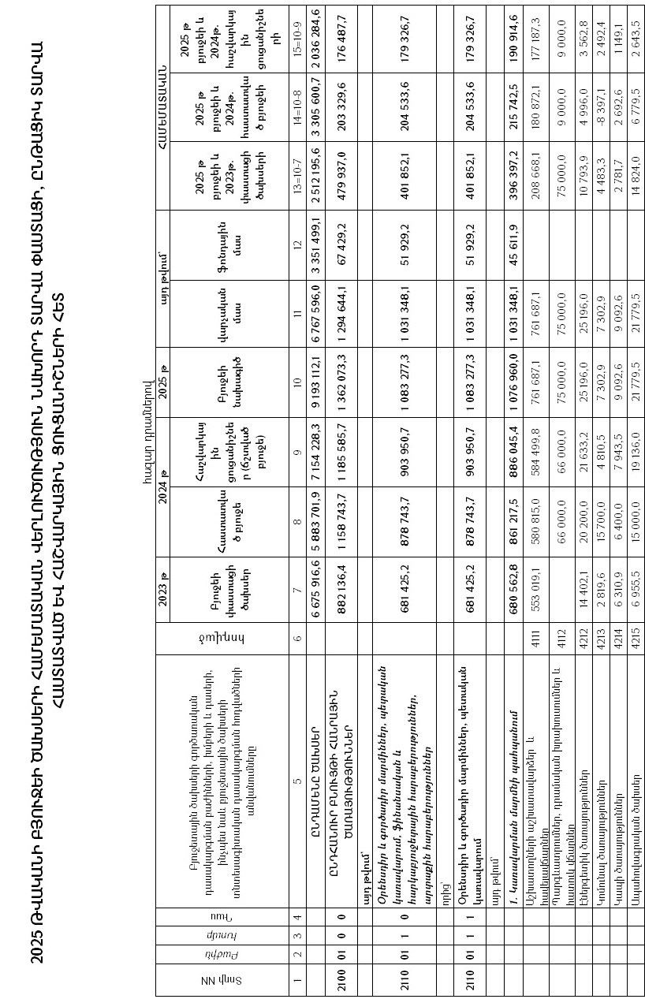 2025 ԹՎԱԿԱՆԻ ԲՅՈՒՋԵԻ ԾԱԽՍԵՐԻ ՀԱՄԵՄԱՏԱԿԱՆ ՎԵՐԼՈՒԾՈՒԹՅՈՒՆ ՆԱԽՈՐԴ ՏԱՐՎԱ ՓԱՍՏԱՑԻ, ԸՆԹԱՑԻԿ ՏԱՐՎԱ
ՀԱՍՏԱՏՎԱԾ ԵՎ ՀԱՇՎԱՐԿԱՅԻՆ ՑՈՒՑԱՆԻՇՆԵՐԻ ՀԵՏ
հազար դրամներով
Տողի NN
Բաժին
Խումբ
Դաս
Բյուջետային ծախսերի գործառական
դասակարգման բաժինների, խմբերի և դասերի,
ինչպես նաև բյուջետային ծախսերի
տնտեսագիտական դասակարգման հոդվածների
անվանումները
հոդված
2023 թ
2024 թ
2025 թ
այդ թվում՝
ՀԱՄԵՄԱՏԱԿԱՆ
Բյուջեի
փաստացի
ծախսեր
Հաստատվա
ծ բյուջե
Հաշվարկայ
ին
ցուցանիշնե
ր (ճշտված
բյուջե)
Բյուջեի
նախագիծ
վարչական
մաս
ֆոնդային
մաս
2025 թ
բյուջեի և
2023թ.
փաստացի
ծախսերի
2025 թ
բյուջեի և
2024թ.
հաստատվա
ծ բյուջեի
2025 թ
բյուջեի և
2024թ.
հաշվարկայ
ին
ցուցանիշնե
րի
1 2 3 4 5 6 7 8 9 10 11 12 13=10-7 14=10-8 15=10-9
ԸՆԴԱՄԵՆԸ ԾԱԽՍԵՐ 6 675 916,6 5 883 701,9 7 154 228,3 9 193 112,1 6 767 596,0 3 351 499,1 2 512 195,6 3 305 600,7 2 036 284,6
2100 01 0 0 ԸՆԴՀԱՆՈՒՐ ԲՆՈՒՅԹԻ ՀԱՆՐԱՅԻՆ
ԾԱՌԱՅՈՒԹՅՈՒՆՆԵՐ 882 136,4 1 158 743,7 1 185 585,7 1 362 073,3 1 294 644,1 67 429,2 479 937,0 203 329,6 176 487,7
այդ թվում՝
2110 01 1 0 Օրենսդիր և գործադիր մարմիններ, պետական
կառավարում, ֆինանսական և
հարկաբյուջետային հարաբերություններ,
արտաքին հարաբերություններ 681 425,2 878 743,7 903 950,7 1 083 277,3 1 031 348,1 51 929,2 401 852,1 204 533,6 179 326,7
որից՝
2110 01 1 1 Օրենսդիր և գործադիր մարմիններ, պետական
կառավարում 681 425,2 878 743,7 903 950,7 1 083 277,3 1 031 348,1 51 929,2 401 852,1 204 533,6 179 326,7
այդ թվում՝
1. Կառավարման մարմնի պահպանում 680 562,8 861 217,5 886 045,4 1 076 960,0 1 031 348,1 45 611,9 396 397,2 215 742,5 190 914,6
Աշխատողների աշխատավարձեր և
հավելավճարներ 4111 553 019,1 580 815,0 584 499,8 761 687,1 761 687,1 208 668,1 180 872,1 177 187,3
Պարգևատրումներ, դրամական խրախուսումներ և
հատուկ վճարներ 4112 66 000,0 66 000,0 75 000,0 75 000,0 75 000,0 9 000,0 9 000,0
Էներգետիկ ծառայություններ 4212 14 402,1 20 200,0 21 633,2 25 196,0 25 196,0 10 793,9 4 996,0 3 562,8
Կոմունալ ծառայություններ 4213 2 819,6 15 700,0 4 810,5 7 302,9 7 302,9 4 483,3 -8 397,1 2 492,4
Կապի ծառայություններ 4214 6 310,9 6 400,0 7 943,5 9 092,6 9 092,6 2 781,7 2 692,6 1 149,1
Ապահովագրական ծախսեր 4215 6 955,5 15 000,0 19 136,0 21 779,5 21 779,5 14 824,0 6 779,5 2 643,5